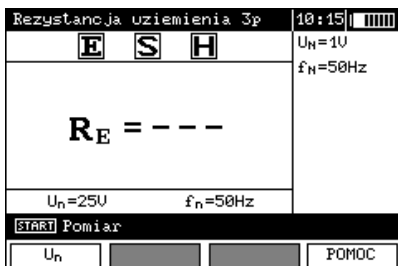 Rezystancja uziemienia 3p 10:15
E S H
U_N=1V
f_N=50Hz
R_E = - - -
U_n=25V f_n=50Hz
START Pomiar
U_n POMOC